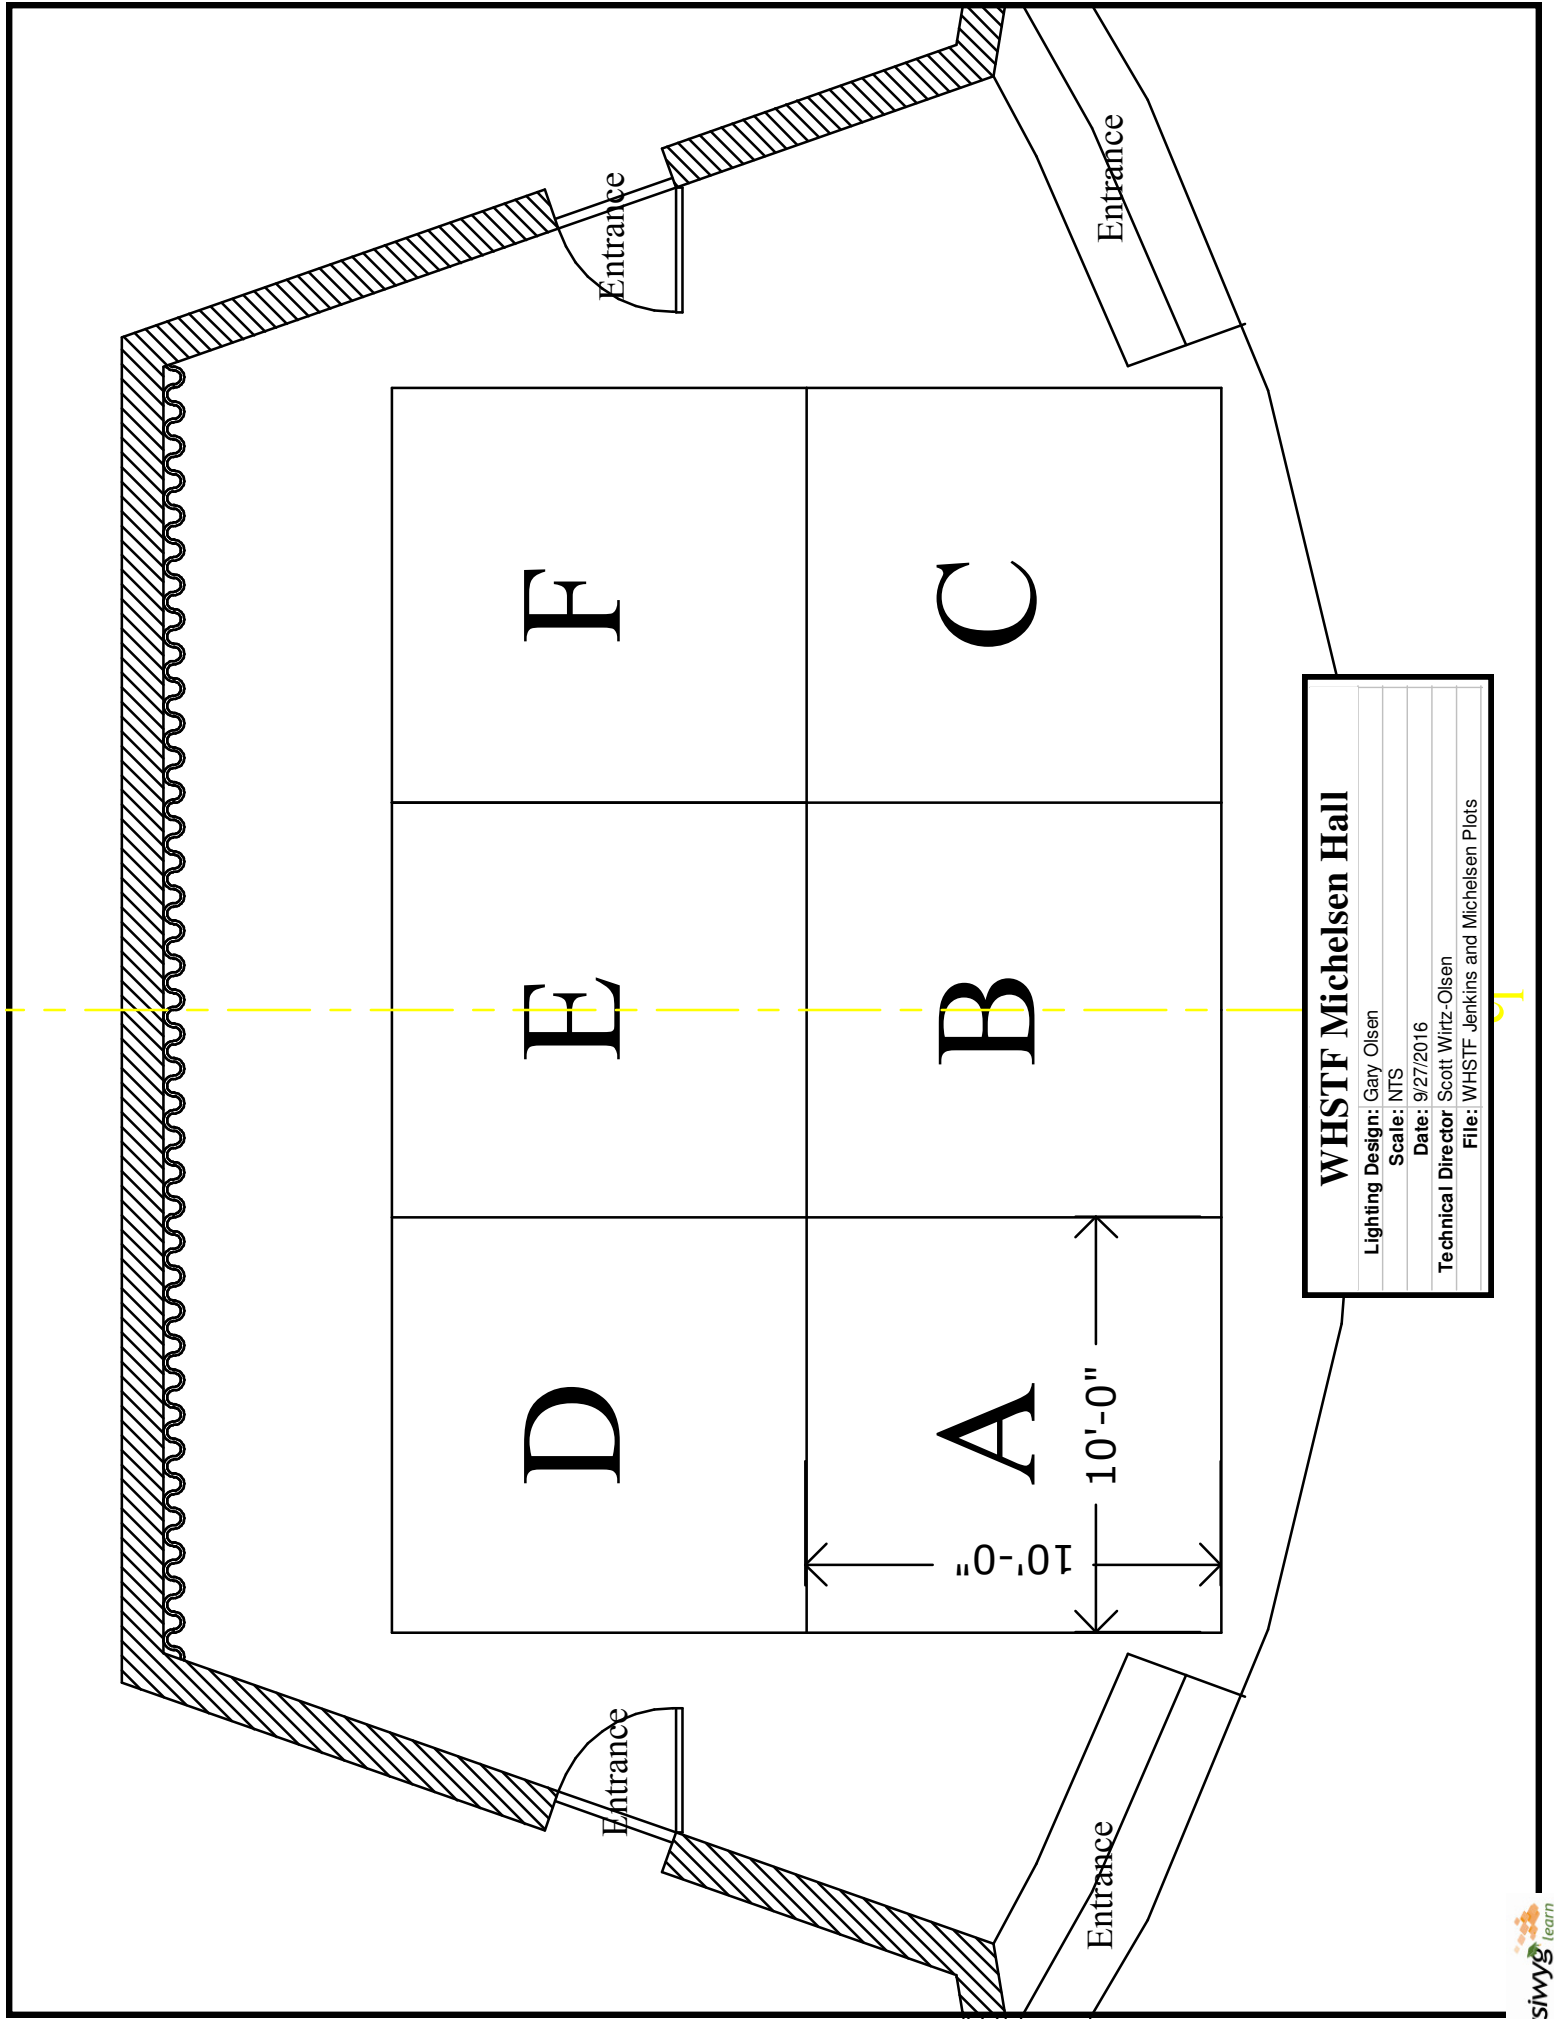 Entrance
Entrance
Entrance
Entrance
D
E
F
A
B
C
10'-0"
10'-0"
WHSTF Michelsen Hall
Lighting Design: Gary Olsen
Scale: NTS
Date: 9/27/2016
Technical Director Scott Wirtz-Olsen
File: WHSTF Jenkins and Michelsen Plots
learn